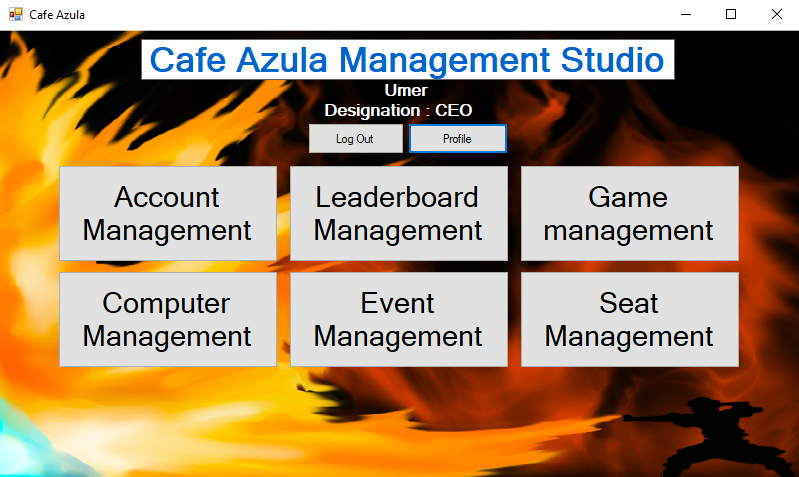 Cafe Azula
Cafe Azula Management Studio
Umer
Designation : CEO
Log Out
Profile
Account
Management
Leaderboard
Management
Game
management
Computer
Management
Event
Management
Seat
Management